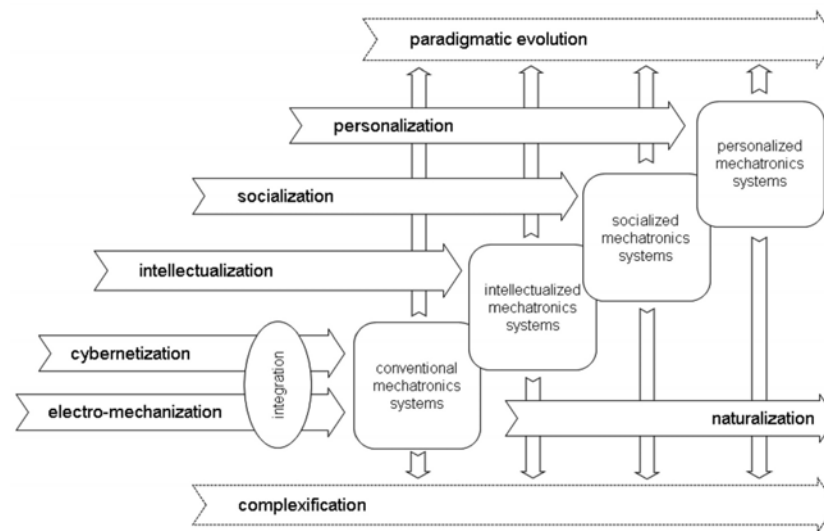 paradigmatic evolution
personalization
personalized
mechatronics
systems
socialization
socialized
mechatronics
systems
intellectualization
intellectualized
mechatronics
systems
cybernetization
integration
conventional
mechatronics
systems
electro-mechanization
naturalization
complexification